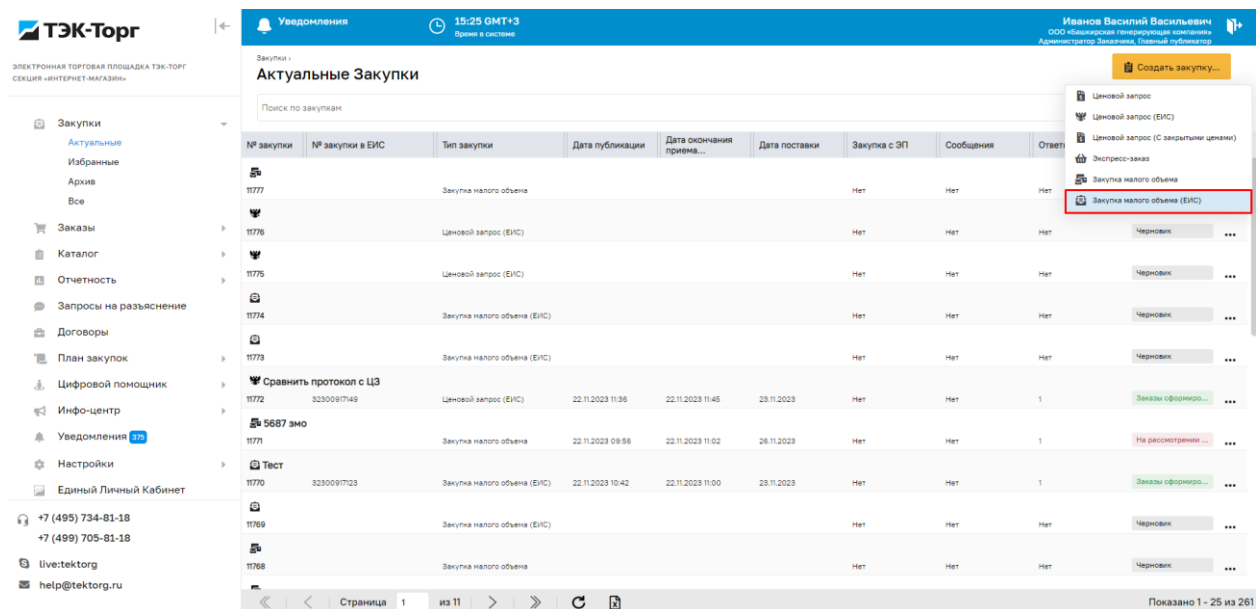 ТЭК-Торг
ЭЛЕКТРОННАЯ ТОРГОВАЯ ПЛОЩАДКА ТЭК-ТОРГ
СЕКЦИЯ «ИНТЕРНЕТ-МАГАЗИН»
Закупки
Актуальные
Избранные
Архив
Все
Заказы
Каталог
Отчетность
Запросы на разъяснение
Договоры
План закупок
Цифровой помощник
Инфо-центр
Уведомления 375
Настройки
Единый Личный Кабинет
+7 (495) 734-81-18
+7 (499) 705-81-18
live:tektorg
help@tektorg.ru
Уведомления
15:25 GMT+3
Время в системе
Иванов Василий Васильевич
ООО «Башкирская генерирующая компания»
Администратор Заказчика, Главный публикатор
Закупки ›
Актуальные Закупки
Создать закупку...
Поиск по закупкам
Ценовой запрос
Ценовой запрос (ЕИС)
Ценовой запрос (С закрытыми ценами)
Экспресс-заказ
Закупка малого объема
Закупка малого объема (ЕИС)
№ закупки № закупки в ЕИС Тип закупки Дата публикации Дата окончания приема... Дата поставки Закупка с ЭП Сообщения
11777 Закупка малого объема Нет Нет Нет
11776 Ценовой запрос (ЕИС) Нет Нет Нет Черновик ...
11775 Ценовой запрос (ЕИС) Нет Нет Нет Черновик ...
11774 Закупка малого объема (ЕИС) Нет Нет Нет Черновик ...
11773 Закупка малого объема (ЕИС) Нет Нет Нет Черновик ...
Сравнить протокол с ЦЗ
11772 32300917149 Ценовой запрос (ЕИС) 22.11.2023 11:36 22.11.2023 11:45 23.11.2023 Нет Нет 1 Заказы сформиро... ...
5687 змо
11771 Закупка малого объема 22.11.2023 09:56 22.11.2023 11:02 26.11.2023 Нет Нет 1 На рассмотрении ... ...
Тест
11770 32300917123 Закупка малого объема (ЕИС) 22.11.2023 10:42 22.11.2023 11:00 23.11.2023 Нет Нет 1 Заказы сформиро... ...
11769 Закупка малого объема (ЕИС) Нет Нет Нет Черновик ...
11768 Закупка малого объема Нет Нет Нет Черновик ...
Страница 1 из 11
Показано 1 - 25 из 261